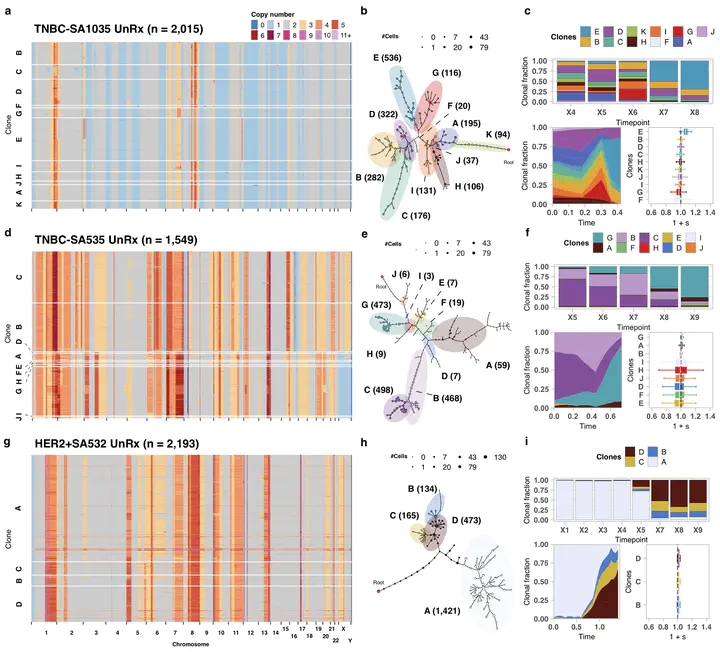 a
TNBC-SA1035 UnRx (n = 2,015)
Copy number
0 1 2 3 4 5
6 7 8 9 10 11+
Clone
B
C
D
F
G
E
I
H
J
A
K
b
#Cells
0 7 43
1 20 79
E (536)
G (116)
F (20)
D (322)
A (195)
K (94)
Root
J (37)
B (282)
I (131)
H (106)
C (176)
c
Clones
E D K I G J
B C H F A
Clonal fraction
1.00
0.75
0.50
0.25
0.00
X4 X5 X6 X7 X8
Timepoint
Clonal fraction
1.00
0.75
0.50
0.25
0.00
0.0 0.1 0.2 0.3 0.4
Time
Clones
E
B
D
C
H
K
J
I
G
F
0.6 0.8 1.0 1.2 1.4
1 + s
d
TNBC-SA535 UnRx (n = 1,549)
Clone
C
B
D
A
FE
H
G
J
I
e
#Cells
0 7 43
1 20 79
J (6)
I (3)
E (7)
Root
F (19)
G (473)
H (9)
A (59)
D (7)
C (498)
B (468)
f
Clones
G B C E I
A F H D J
Clonal fraction
1.00
0.75
0.50
0.25
0.00
X5 X6 X7 X8 X9
Timepoint
Clonal fraction
1.00
0.75
0.50
0.25
0.00
0.0 0.2 0.4 0.6
Time
Clones
G
A
B
I
H
J
D
F
E
0.6 0.8 1.0 1.2 1.4
1 + s
g
HER2+SA532 UnRx (n = 2,193)
Clone
A
C
B
D
1 2 3 4 5 6 7 8 9 10 11 12 13 14 15 16 17 18 19 20 21 22 X Y
Chromosome
h
#Cells
0 7 43 130
1 20 79
B (134)
C (165)
D (473)
Root
A (1,421)
i
Clones
D B
C A
Clonal fraction
1.00
0.75
0.50
0.25
0.00
X1 X2 X3 X4 X5 X7 X8 X9
Timepoint
Clonal fraction
1.00
0.75
0.50
0.25
0.00
0.0 0.5 1.0
Time
Clones
D
C
B
0.6 0.8 1.0 1.2 1.4
1 + s